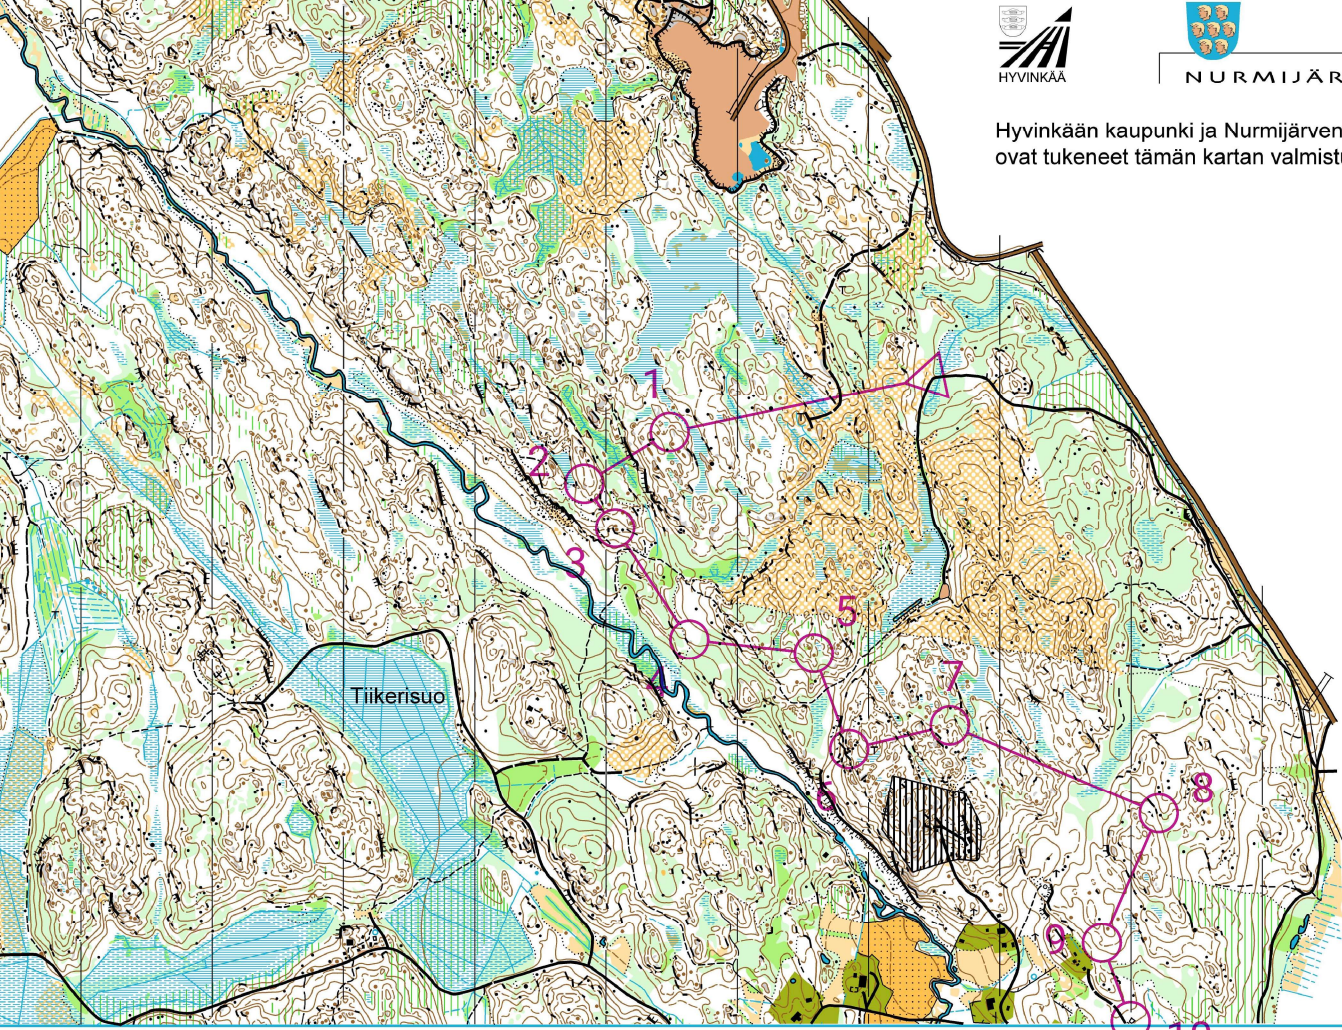 HYVINKÄÄ
NURMIJÄR
Hyvinkään kaupunki ja Nurmijärven
ovat tukeneet tämän kartan valmist
1
2
3
4
5
6
7
8
9
10
Tiikerisuo